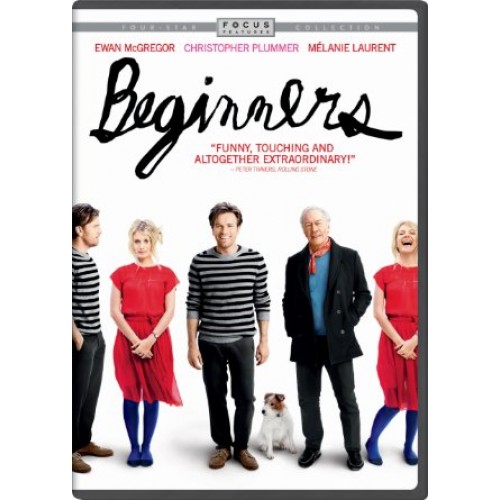 FOUR-STAR FOCUS FEATURES COLLECTION
EWAN McGREGOR CHRISTOPHER PLUMMER MÉLANIE LAURENT
Beginners
"FUNNY, TOUCHING AND
ALTOGETHER EXTRAORDINARY!"
—PETER TRAVERS, ROLLING STONE